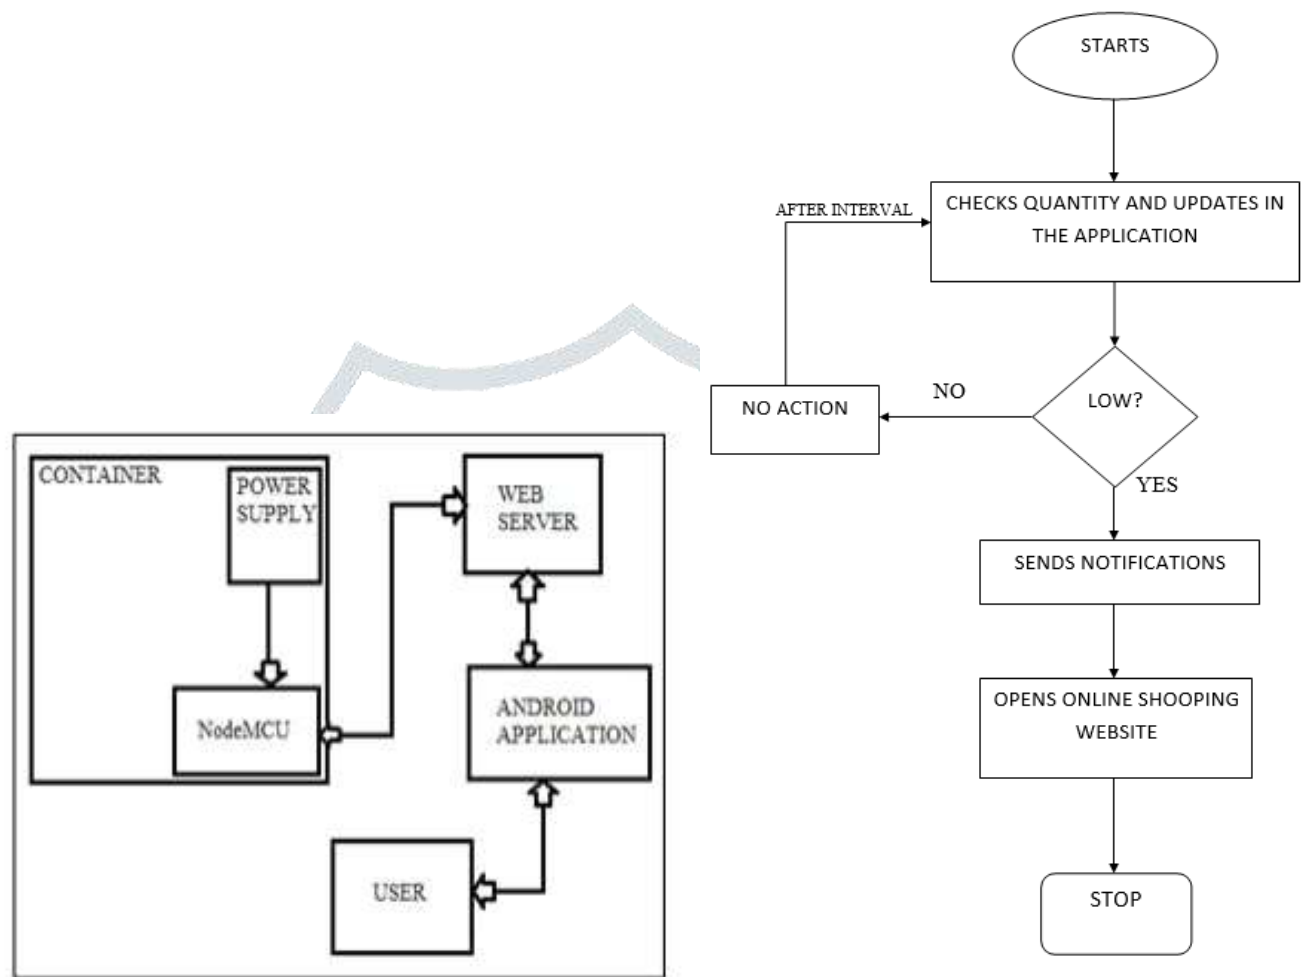 CONTAINER
POWER
SUPPLY
NodeMCU
WEB
SERVER
ANDROID
APPLICATION
USER
STARTS
CHECKS QUANTITY AND UPDATES IN
THE APPLICATION
AFTER INTERVAL
LOW?
NO
NO ACTION
YES
SENDS NOTIFICATIONS
OPENS ONLINE SHOOPING
WEBSITE
STOP